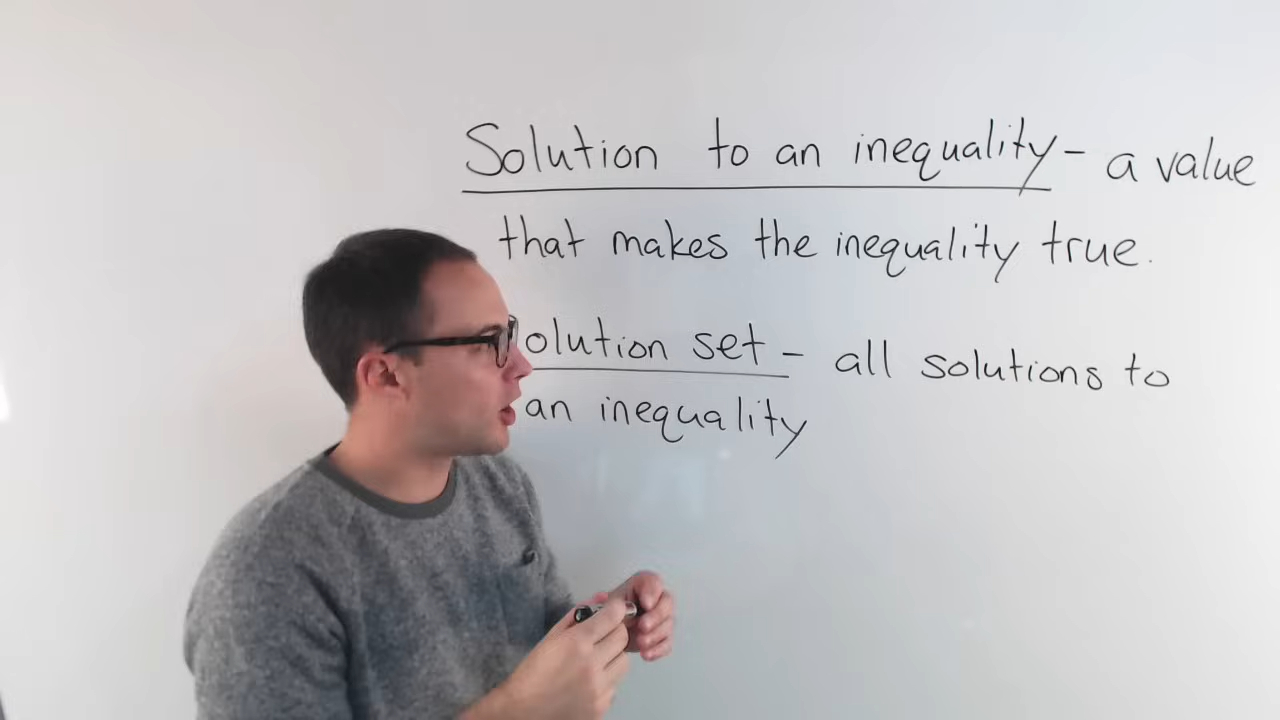 Solution to an inequality - a value
that makes the inequality true.
olution set - all solutions to
an inequality